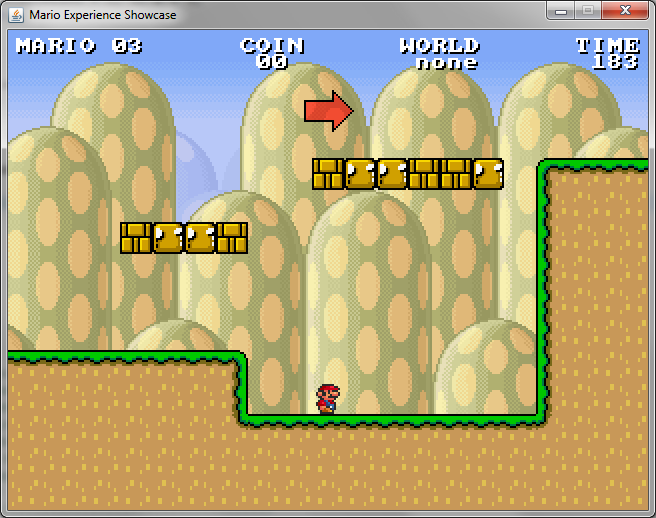 Mario Experience Showcase
MARIO 03 COIN WORLD TIME
00 none 183